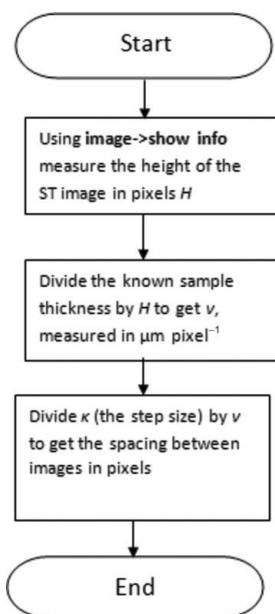 Start
Using image->show info
measure the height of the
ST image in pixels H
Divide the known sample
thickness by H to get v,
measured in μm pixel⁻¹
Divide κ (the step size) by v
to get the spacing between
images in pixels
End